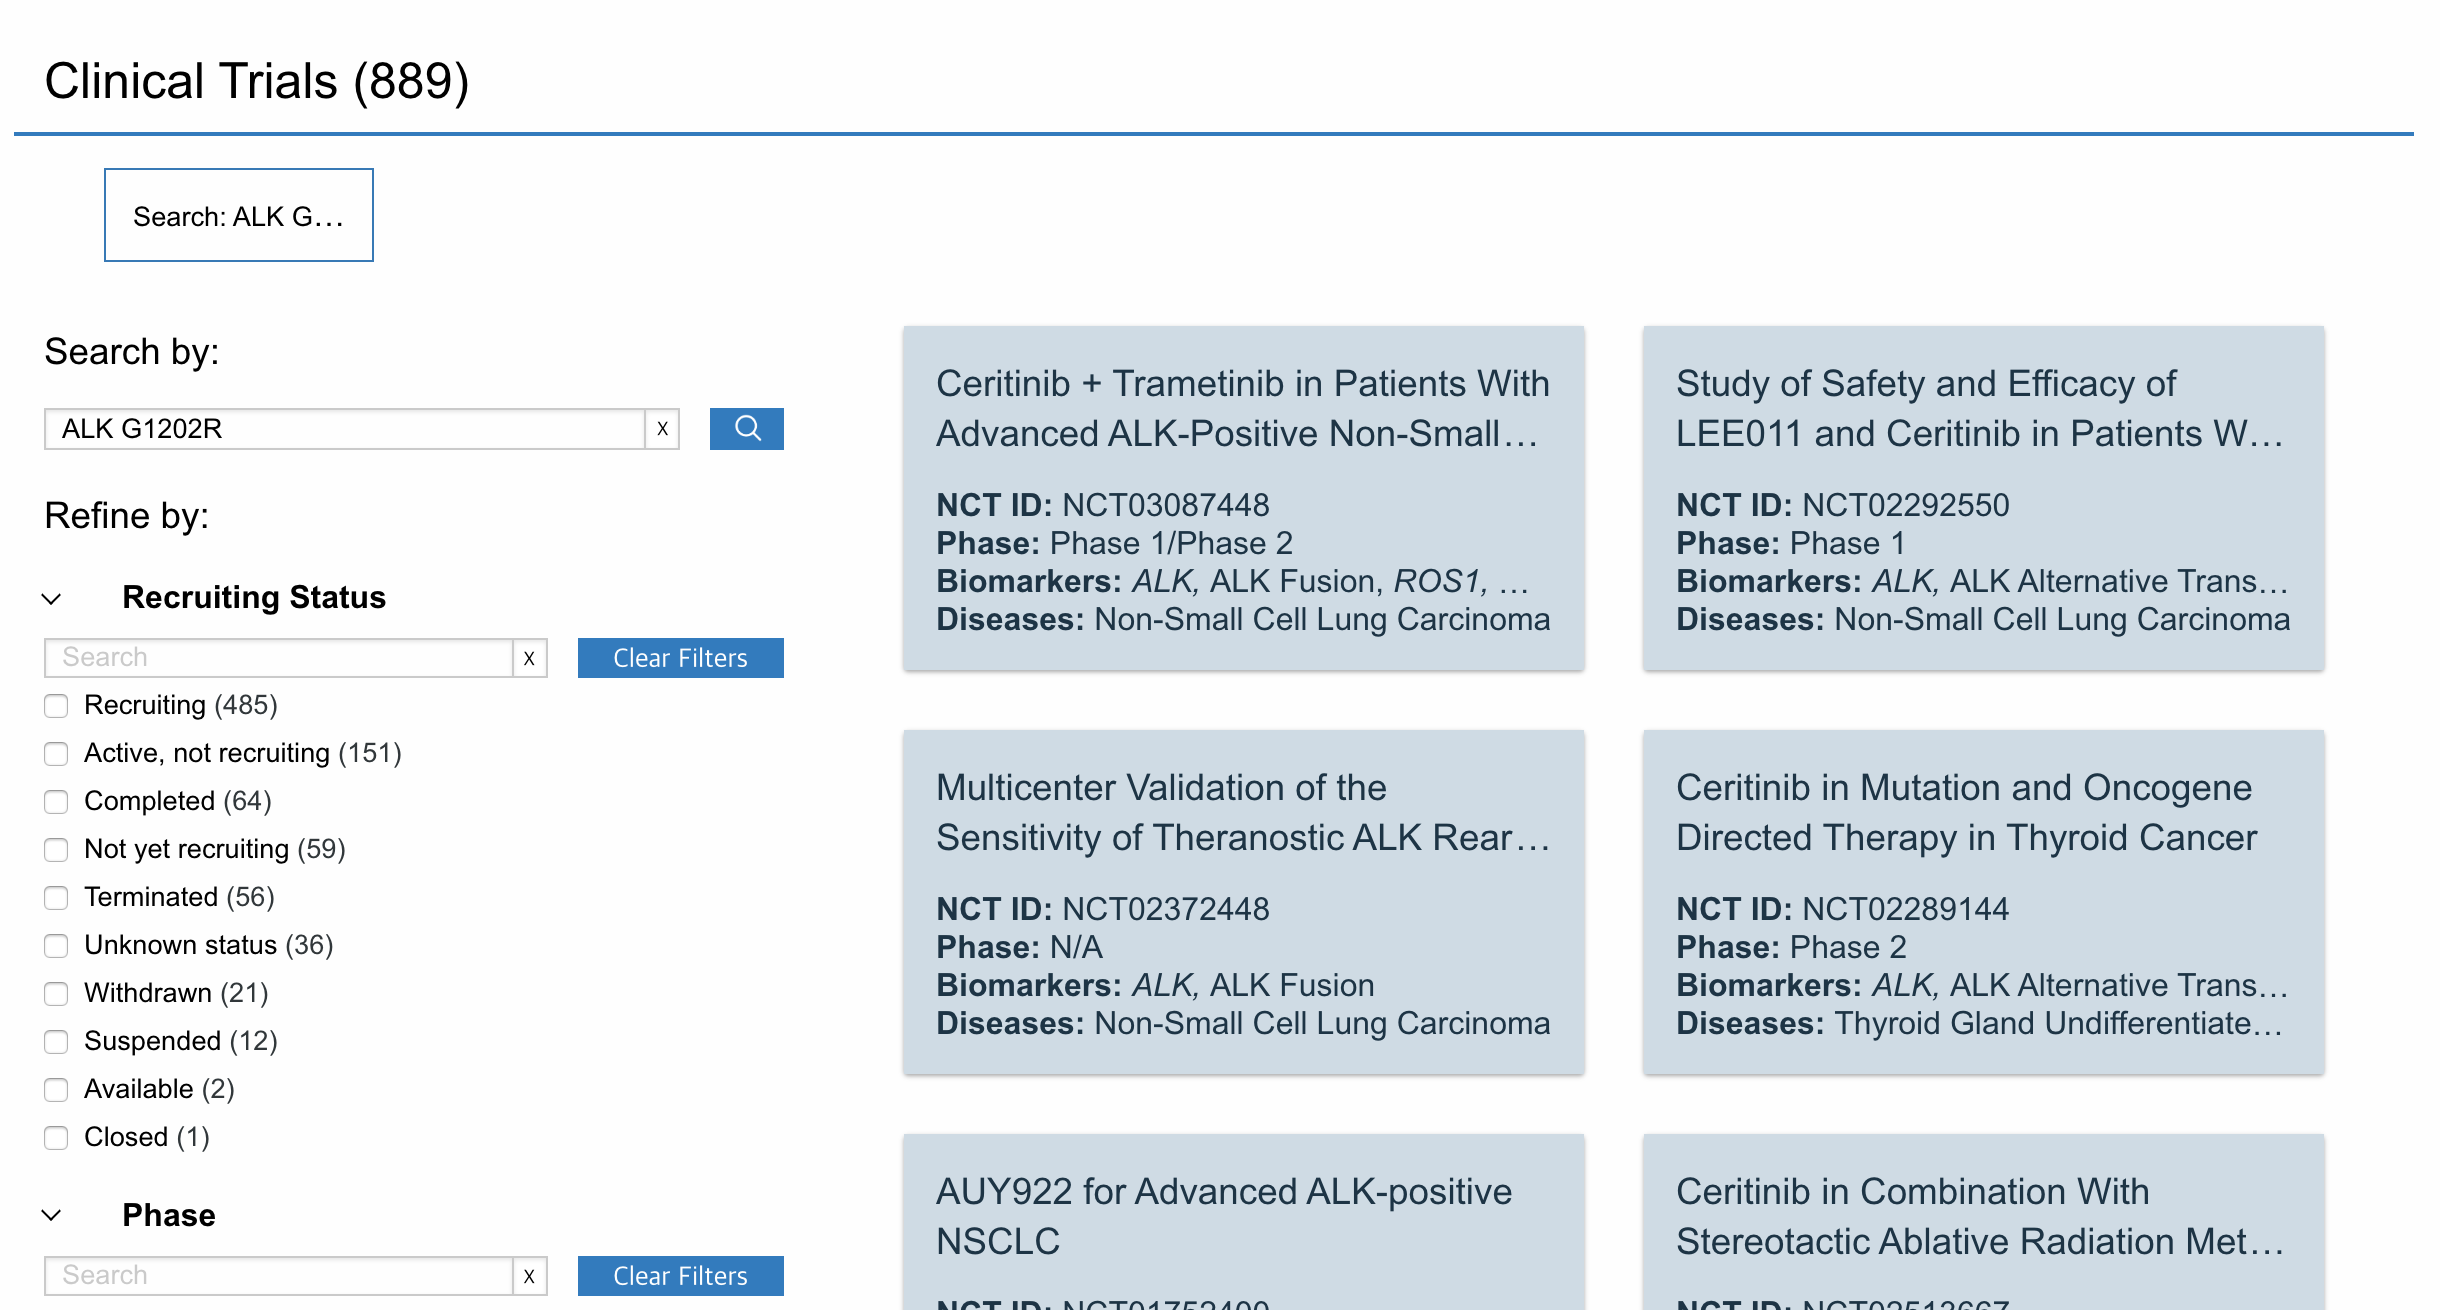 Clinical Trials (889)
Search: ALK G…
Search by:
ALK G1202R
X
Refine by:
Recruiting Status
Search
X
Clear Filters
Recruiting (485)
Active, not recruiting (151)
Completed (64)
Not yet recruiting (59)
Terminated (56)
Unknown status (36)
Withdrawn (21)
Suspended (12)
Available (2)
Closed (1)
Phase
Search
X
Clear Filters
Ceritinib + Trametinib in Patients With
Advanced ALK-Positive Non-Small…
NCT ID: NCT03087448
Phase: Phase 1/Phase 2
Biomarkers: ALK, ALK Fusion, ROS1, …
Diseases: Non-Small Cell Lung Carcinoma
Study of Safety and Efficacy of
LEE011 and Ceritinib in Patients W…
NCT ID: NCT02292550
Phase: Phase 1
Biomarkers: ALK, ALK Alternative Trans…
Diseases: Non-Small Cell Lung Carcinoma
Multicenter Validation of the
Sensitivity of Theranostic ALK Rear…
NCT ID: NCT02372448
Phase: N/A
Biomarkers: ALK, ALK Fusion
Diseases: Non-Small Cell Lung Carcinoma
Ceritinib in Mutation and Oncogene
Directed Therapy in Thyroid Cancer
NCT ID: NCT02289144
Phase: Phase 2
Biomarkers: ALK, ALK Alternative Trans…
Diseases: Thyroid Gland Undifferentiate…
AUY922 for Advanced ALK-positive
NSCLC
NCT ID:
Ceritinib in Combination With
Stereotactic Ablative Radiation Met…
NCT ID: